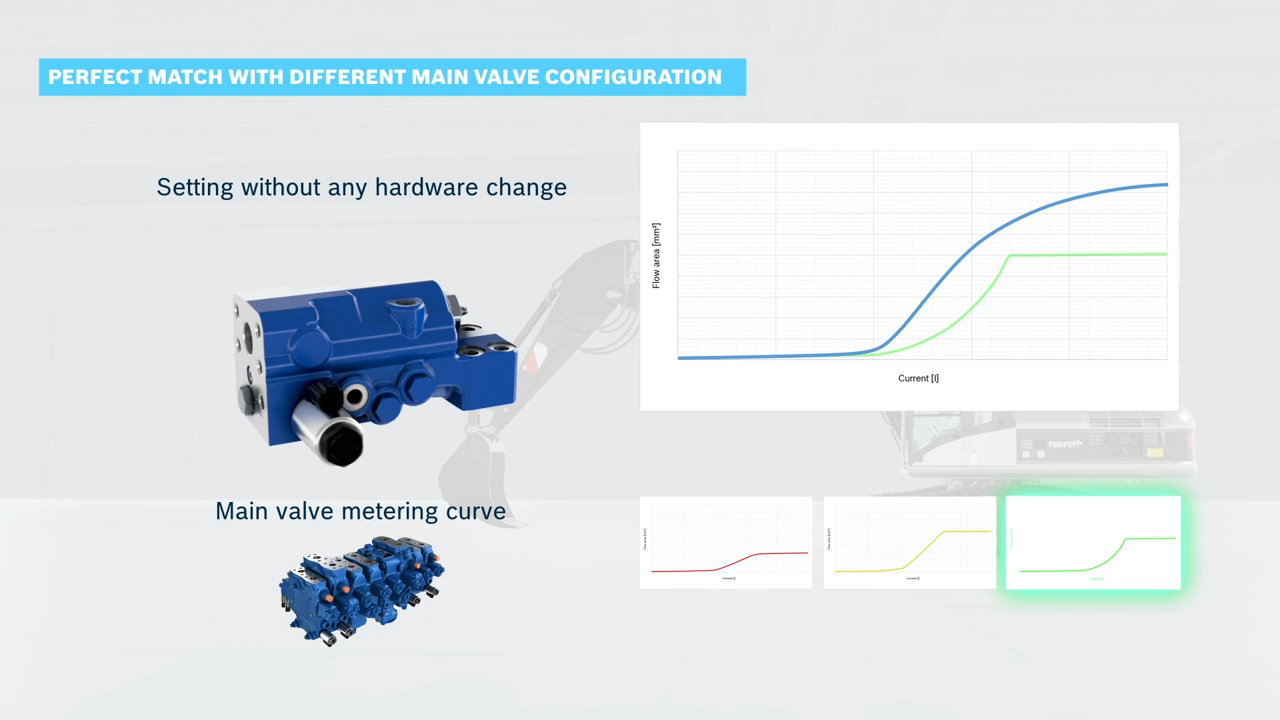 PERFECT MATCH WITH DIFFERENT MAIN VALVE CONFIGURATION
Setting without any hardware change
Flow area [mm²]
Current [I]
rexroth
Main valve metering curve